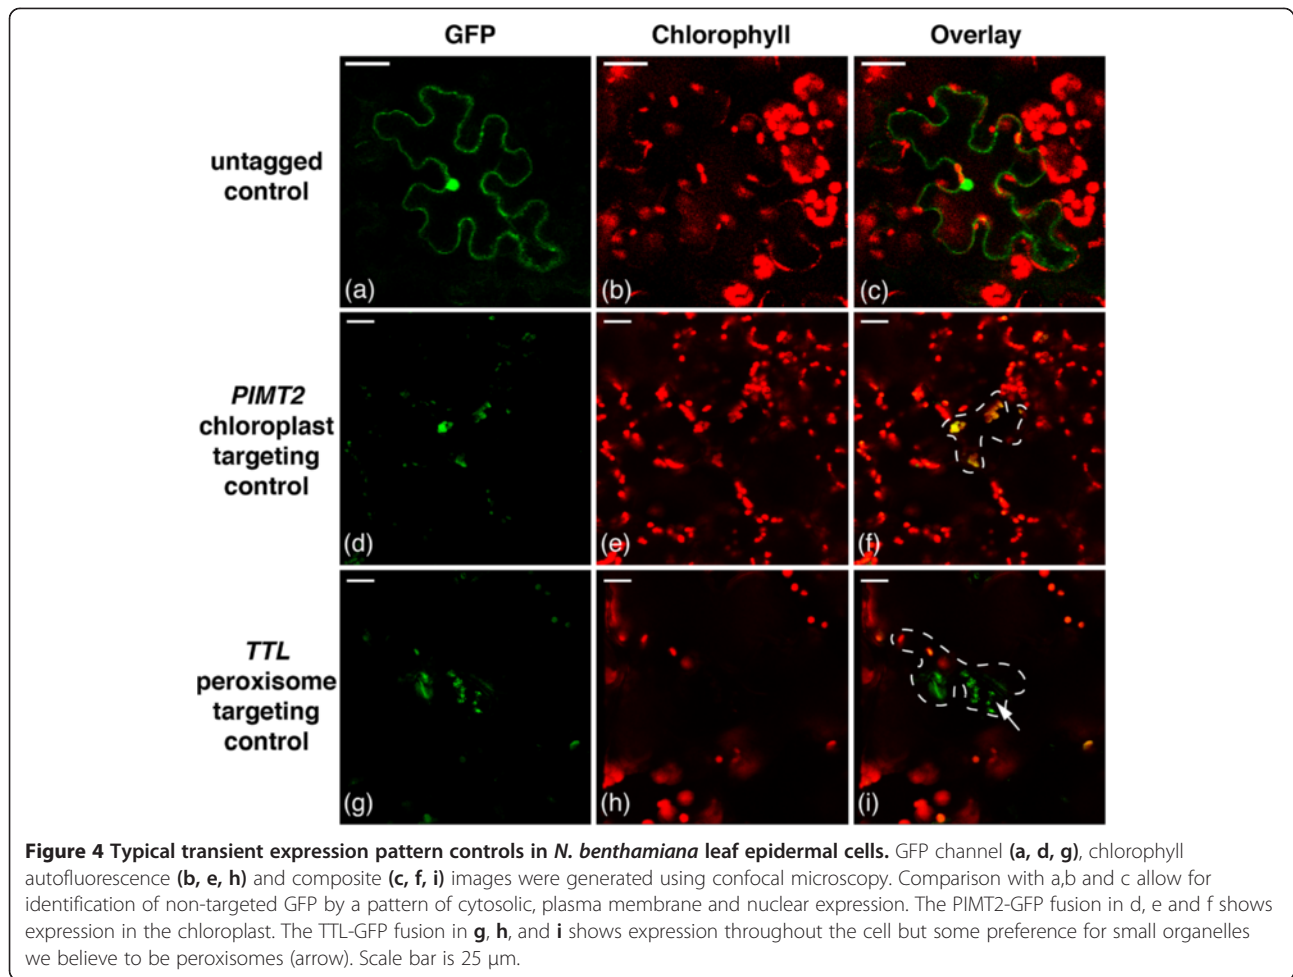 GFP Chlorophyll Overlay
untagged
control
(a) (b) (c)
PIMT2
chloroplast
targeting
control
(d) (e) (f)
TTL
peroxisome
targeting
control
(g) (h) (i)
Figure 4 Typical transient expression pattern controls in N. benthamiana leaf epidermal cells. GFP channel (a, d, g), chlorophyll
autofluorescence (b, e, h) and composite (c, f, i) images were generated using confocal microscopy. Comparison with a,b and c allow for
identification of non-targeted GFP by a pattern of cytosolic, plasma membrane and nuclear expression. The PIMT2-GFP fusion in d, e and f shows
expression in the chloroplast. The TTL-GFP fusion in g, h, and i shows expression throughout the cell but some preference for small organelles
we believe to be peroxisomes (arrow). Scale bar is 25 μm.